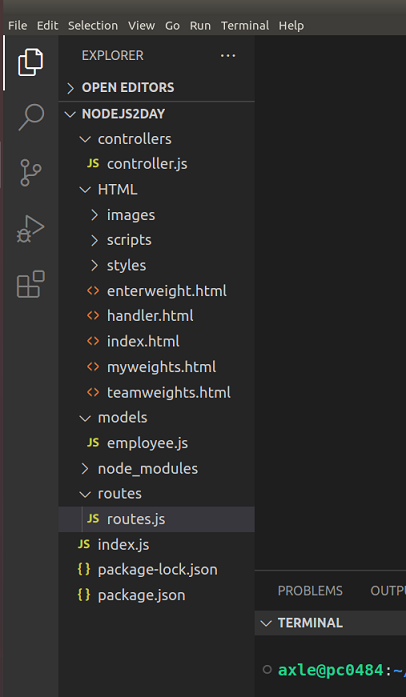 File Edit Selection View Go Run Terminal Help
EXPLORER ...
OPEN EDITORS
NODEJS2DAY
controllers
JS controller.js
HTML
images
scripts
styles
<> enterweight.html
<> handler.html
<> index.html
<> myweights.html
<> teamweights.html
models
JS employee.js
node_modules
routes
JS routes.js
JS index.js
{} package-lock.json
{} package.json
PROBLEMS OUTPU
TERMINAL
axle@pc0484:~/